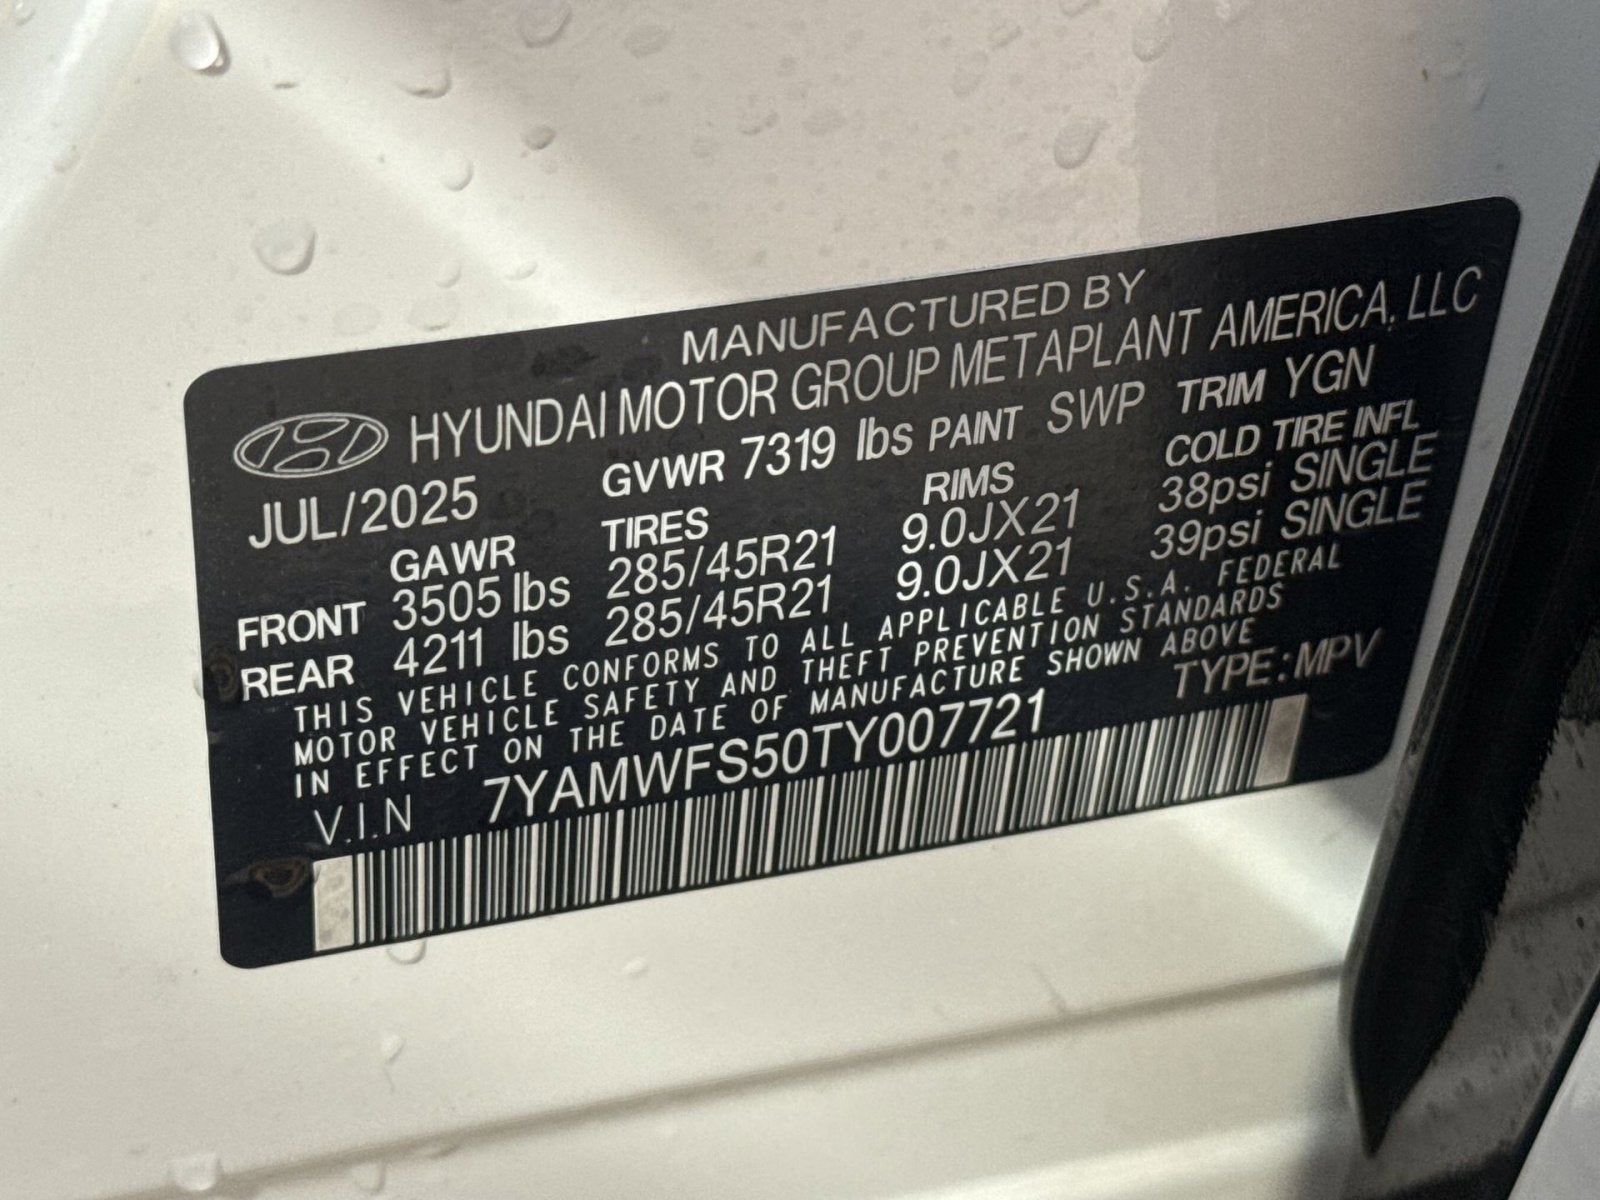 MANUFACTURED BY
HYUNDAI MOTOR GROUP METAPLANT AMERICA, LLC
JUL/2025 GVWR 7319 lbs PAINT SWP TRIM YGN
GAWR TIRES RIMS COLD TIRE INFL
FRONT 3505 lbs 285/45R21 9.0JX21 38psi SINGLE
REAR 4211 lbs 285/45R21 9.0JX21 39psi SINGLE
THIS VEHICLE CONFORMS TO ALL APPLICABLE U.S.A. FEDERAL
MOTOR VEHICLE SAFETY AND THEFT PREVENTION STANDARDS
IN EFFECT ON THE DATE OF MANUFACTURE SHOWN ABOVE
V.I.N 7YAMWFS50TY007721 TYPE:MPV